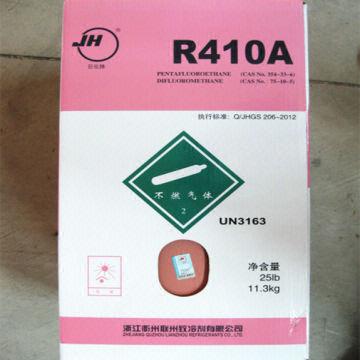 JH
R410A
PENTAFLUOROETHANE (CAS No. 354-33-6)
DIFLUOROMETHANE (CAS No. 75-10-5)
执行标准: Q/JHGS 206-2012
不燃气体
2
UN3163
净含量
25lb
11.3kg
浙江衢州联州致冷剂有限公司
ZHEJIANG QUZHOU LIANZHOU REFRIGERANT CO.,LTD